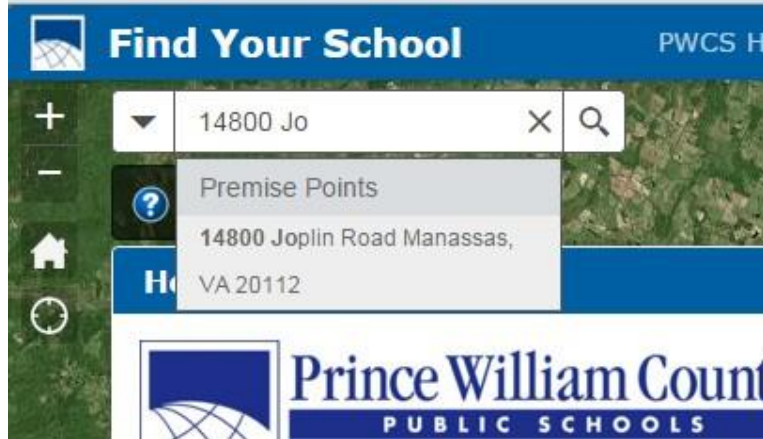 Find Your School
PWCS H
14800 Jo
Premise Points
14800 Joplin Road Manassas,
VA 20112
Prince William Count
PUBLIC SCHOOLS